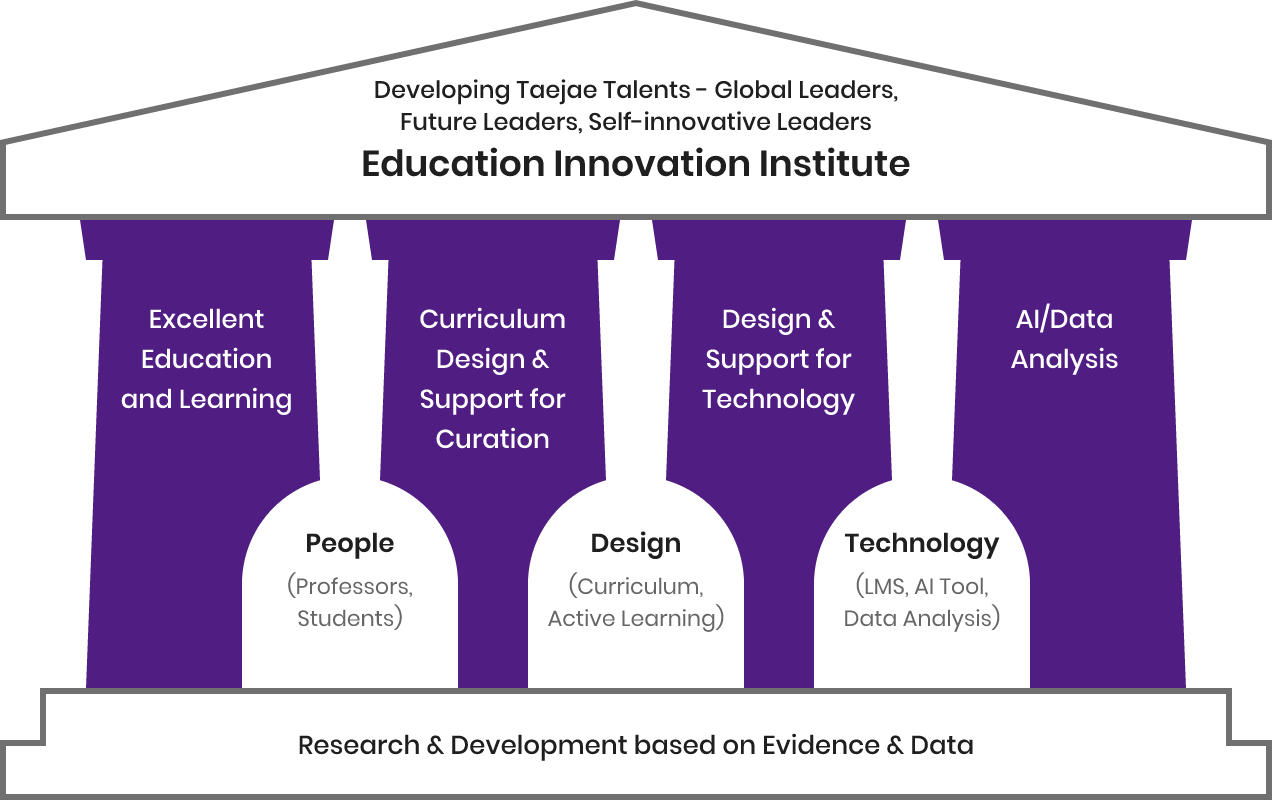 Developing Taejae Talents - Global Leaders,
Future Leaders, Self-innovative Leaders
Education Innovation Institute
Excellent
Education
and Learning
Curriculum
Design &
Support for
Curation
Design &
Support for
Technology
AI/Data
Analysis
People
(Professors,
Students)
Design
(Curriculum,
Active Learning)
Technology
(LMS, AI Tool,
Data Analysis)
Research & Development based on Evidence & Data